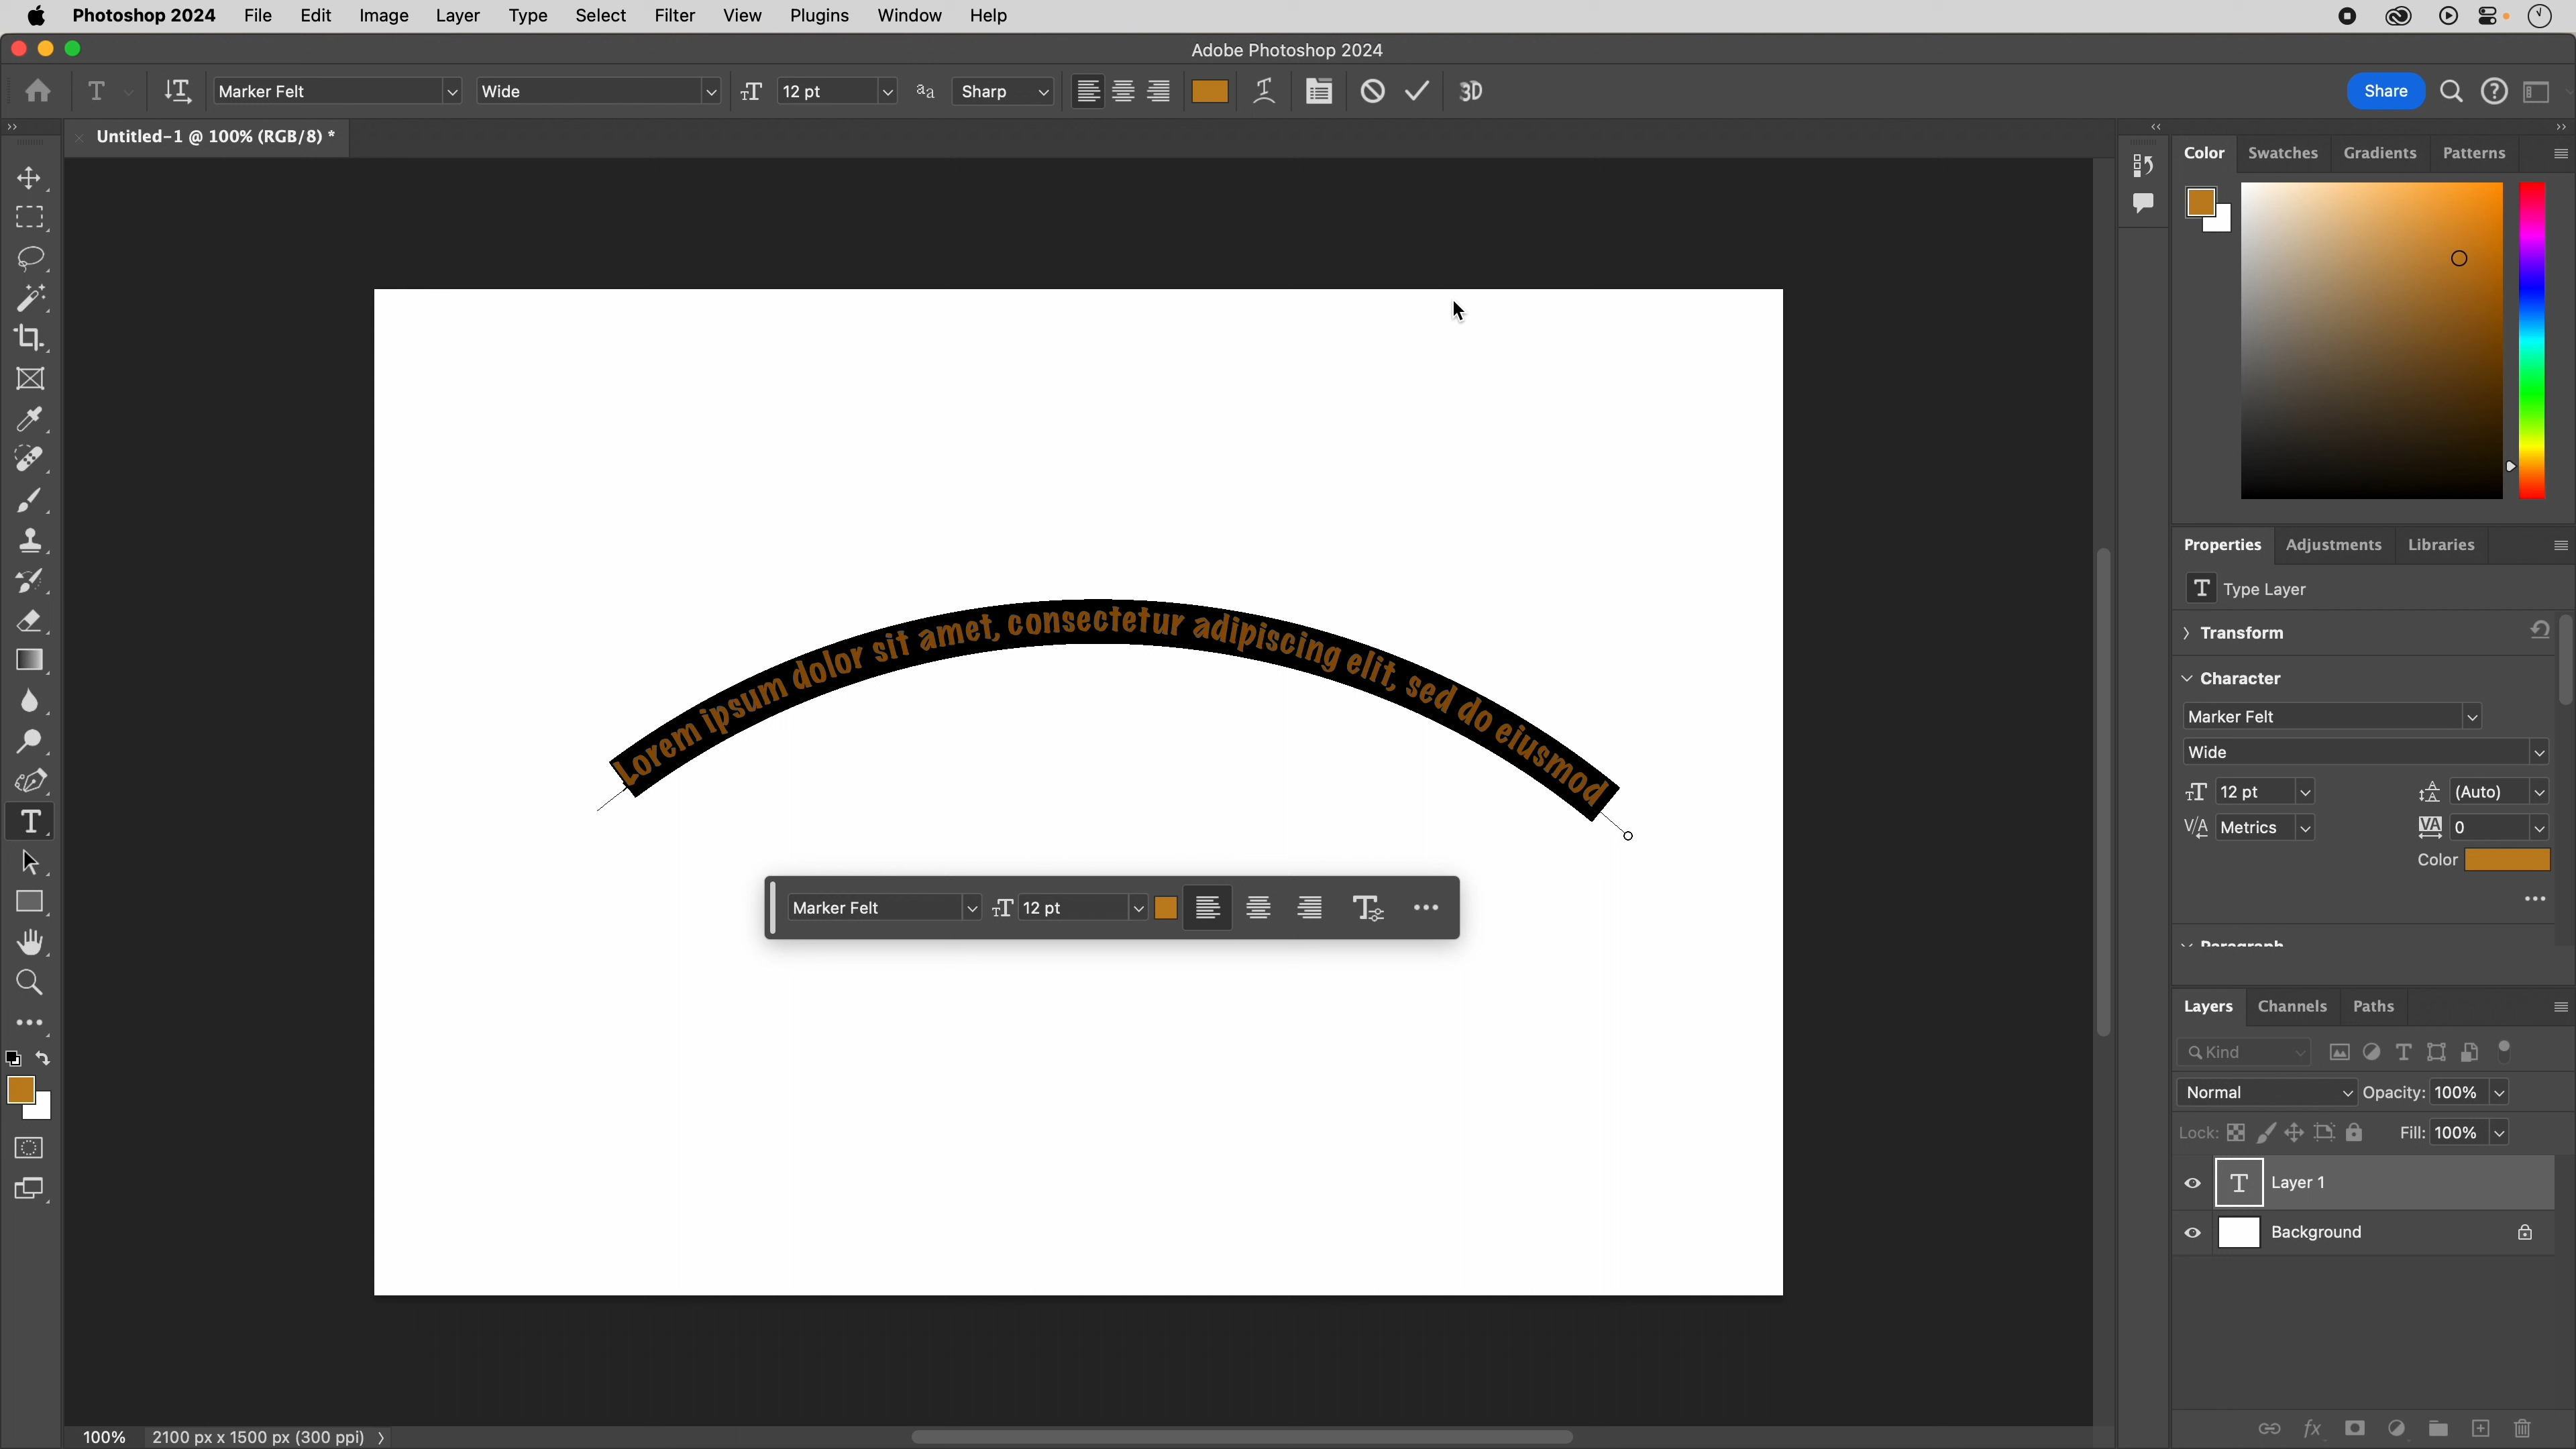 Photoshop 2024 File Edit Image Layer Type Select Filter View Plugins Window Help
Adobe Photoshop 2024
Marker Felt Wide 12 pt Sharp 3D Share
Untitled-1 @ 100% (RGB/8) *
Color Swatches Gradients Patterns
Lorem ipsum dolor sit amet, consectetur adipiscing elit, sed do eiusmod
Marker Felt 12 pt
Properties Adjustments Libraries
Type Layer
Transform
Character
Marker Felt
Wide
12 pt (Auto)
Metrics 0
Color
Paragraph
Layers Channels Paths
Kind
Normal Opacity: 100%
Lock: Fill: 100%
Layer 1
Background
100% 2100 px x 1500 px (300 ppi)